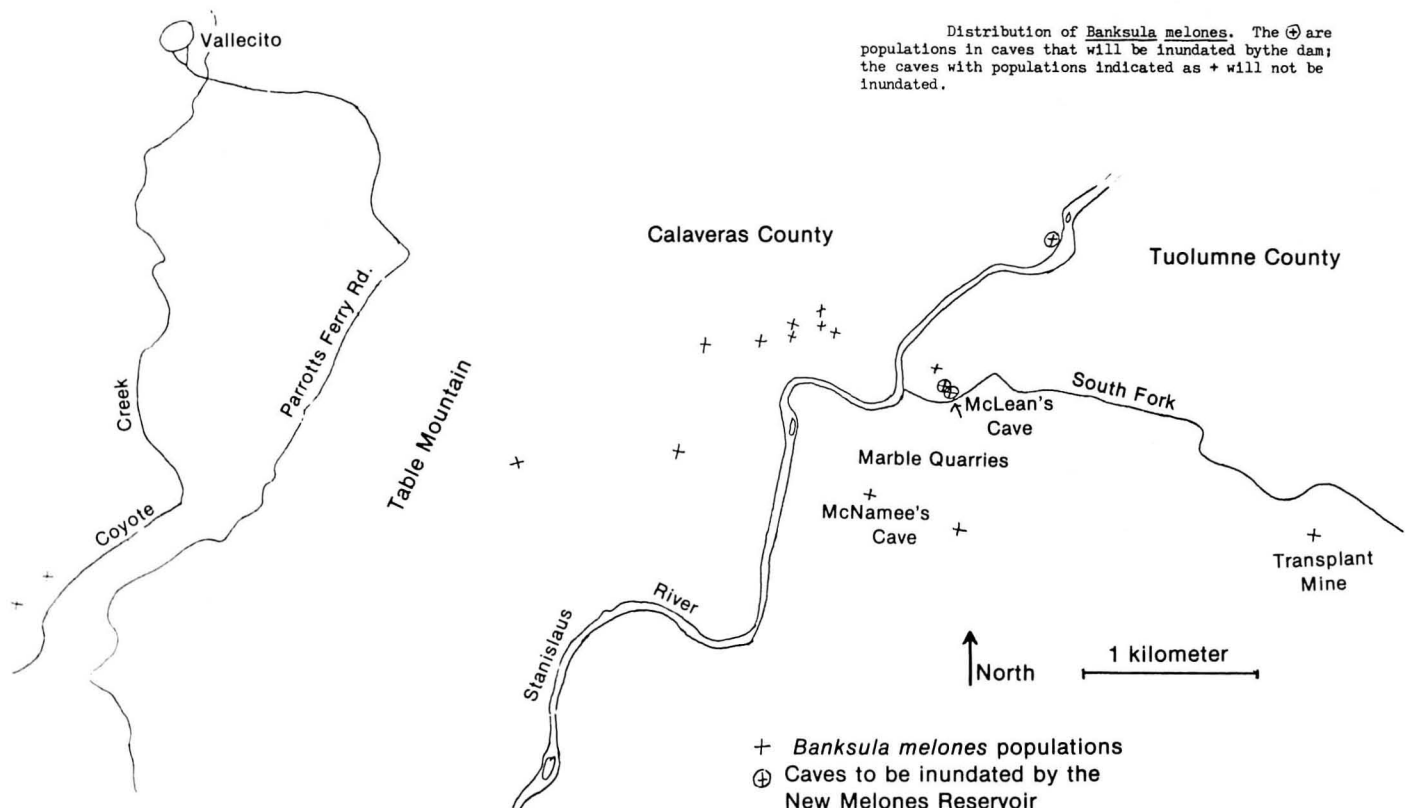 Distribution of Banksula melones. The ⊕ are
populations in caves that will be inundated bythe dam;
the caves with populations indicated as + will not be
inundated.
Vallecito
Calaveras County
Tuolumne County
Parrotts Ferry Rd.
Table Mountain
Creek
Coyote
South Fork
McLean's
Cave
Marble Quarries
McNamee's
Cave
Transplant
Mine
Stanislaus
River
North
1 kilometer
+ Banksula melones populations
⊕ Caves to be inundated by the
New Melones Reservoir